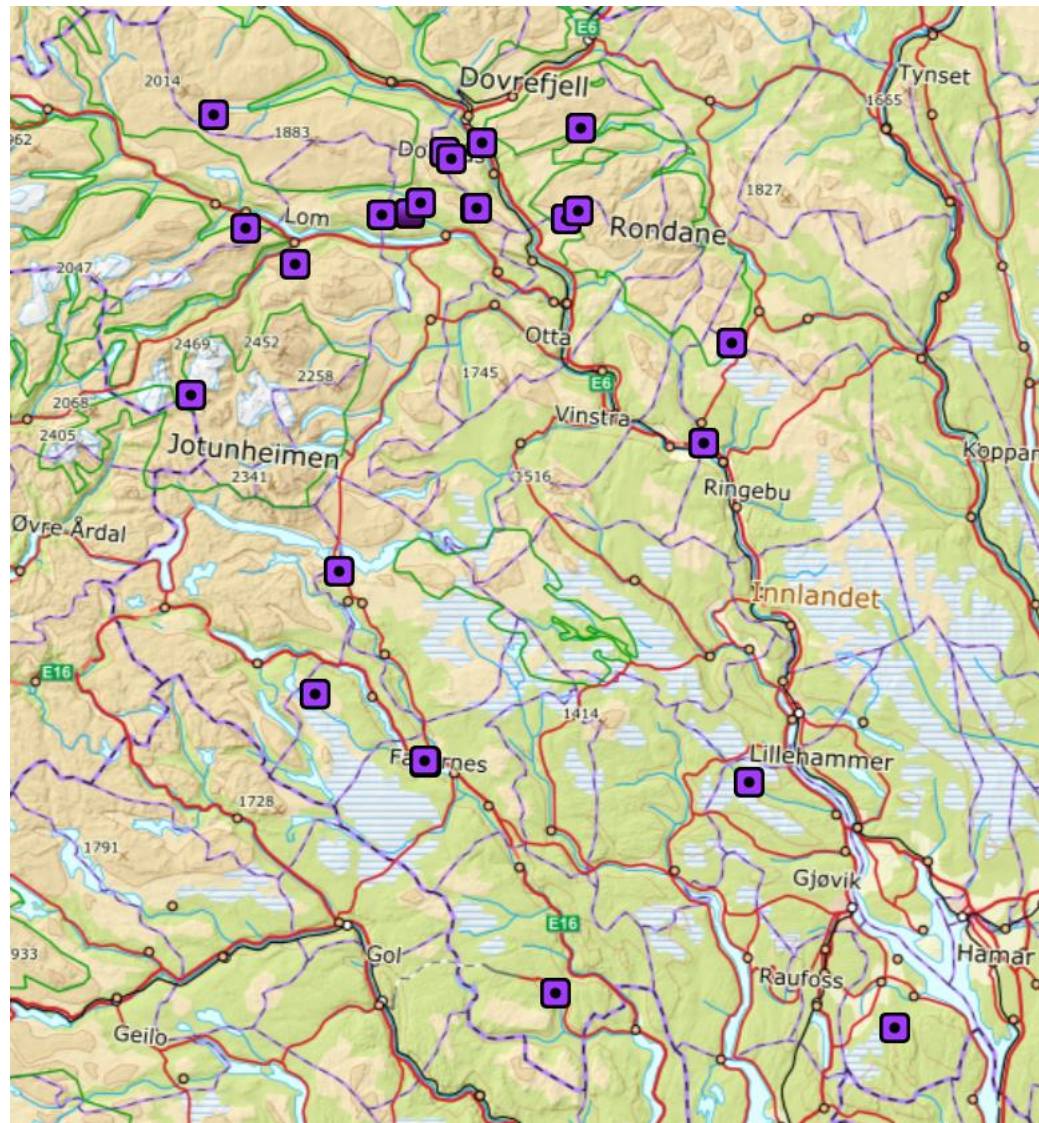 E6
Tynset
2014
Dovrefjell
1665
962
1883
1827
Lom
Rondane
2047
Otta
2469
2452
2258
1745
E6
2068
Vinstra
2405
Jotunheimen
Koppar
1516
2341
Ringebu
Øvre Årdal
Innlandet
E16
1414
Lillehammer
1728
1791
Gjøvik
E16
933
Gol
Hamar
Raufoss
Geilo